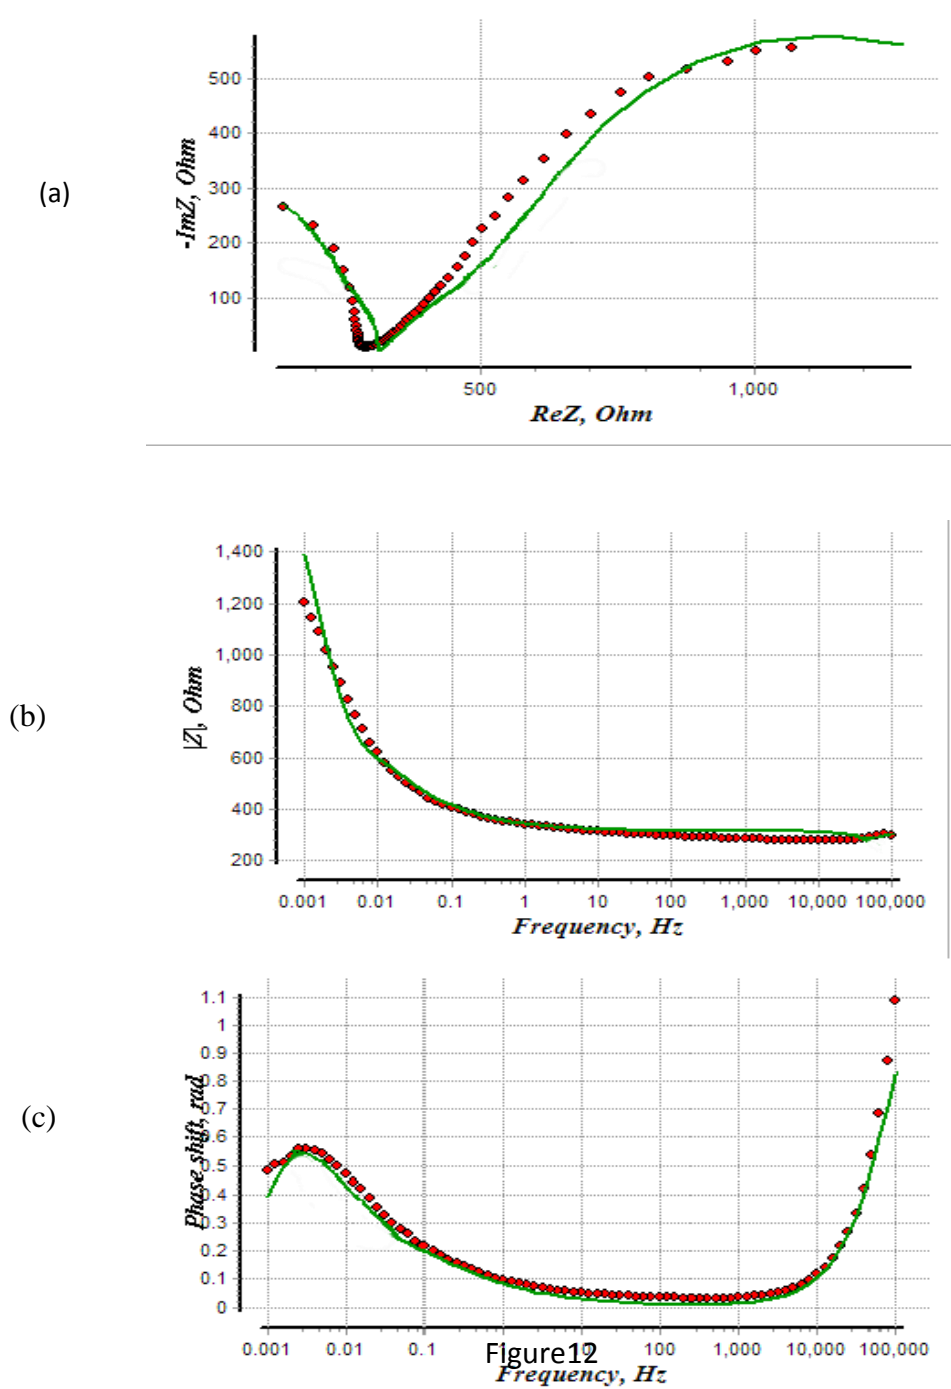 (a)
-ImZ, Ohm
500
400
300
200
100
500 1,000
ReZ, Ohm
(b)
|Z|, Ohm
1,400
1,200
1,000
800
600
400
200
0.001 0.01 0.1 1 10 100 1,000 10,000 100,000
Frequency, Hz
(c)
Phase shift, rad
1.1
1
0.9
0.8
0.7
0.6
0.5
0.4
0.3
0.2
0.1
0
0.001 0.01 0.1 1 10 100 1,000 10,000 100,000
Figure12
Frequency, Hz